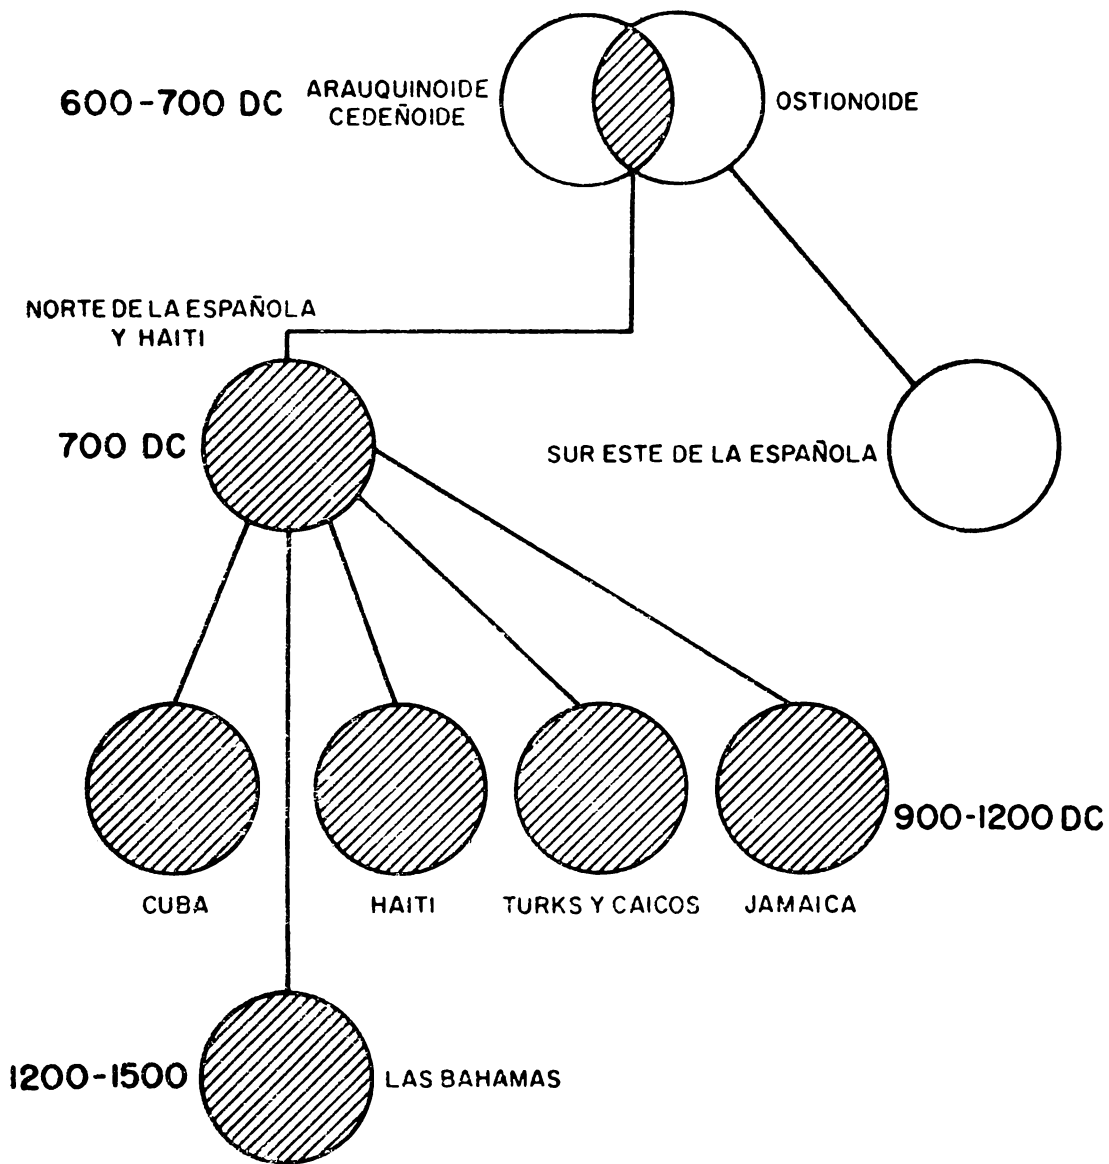 600-700 DC
ARAUQUINOIDE
CEDEÑOIDE
OSTIONOIDE
NORTE DE LA ESPAÑOLA
Y HAITI
700 DC
SUR ESTE DE LA ESPAÑOLA
900-1200 DC
CUBA
HAITI
TURKS Y CAICOS
JAMAICA
1200-1500
LAS BAHAMAS